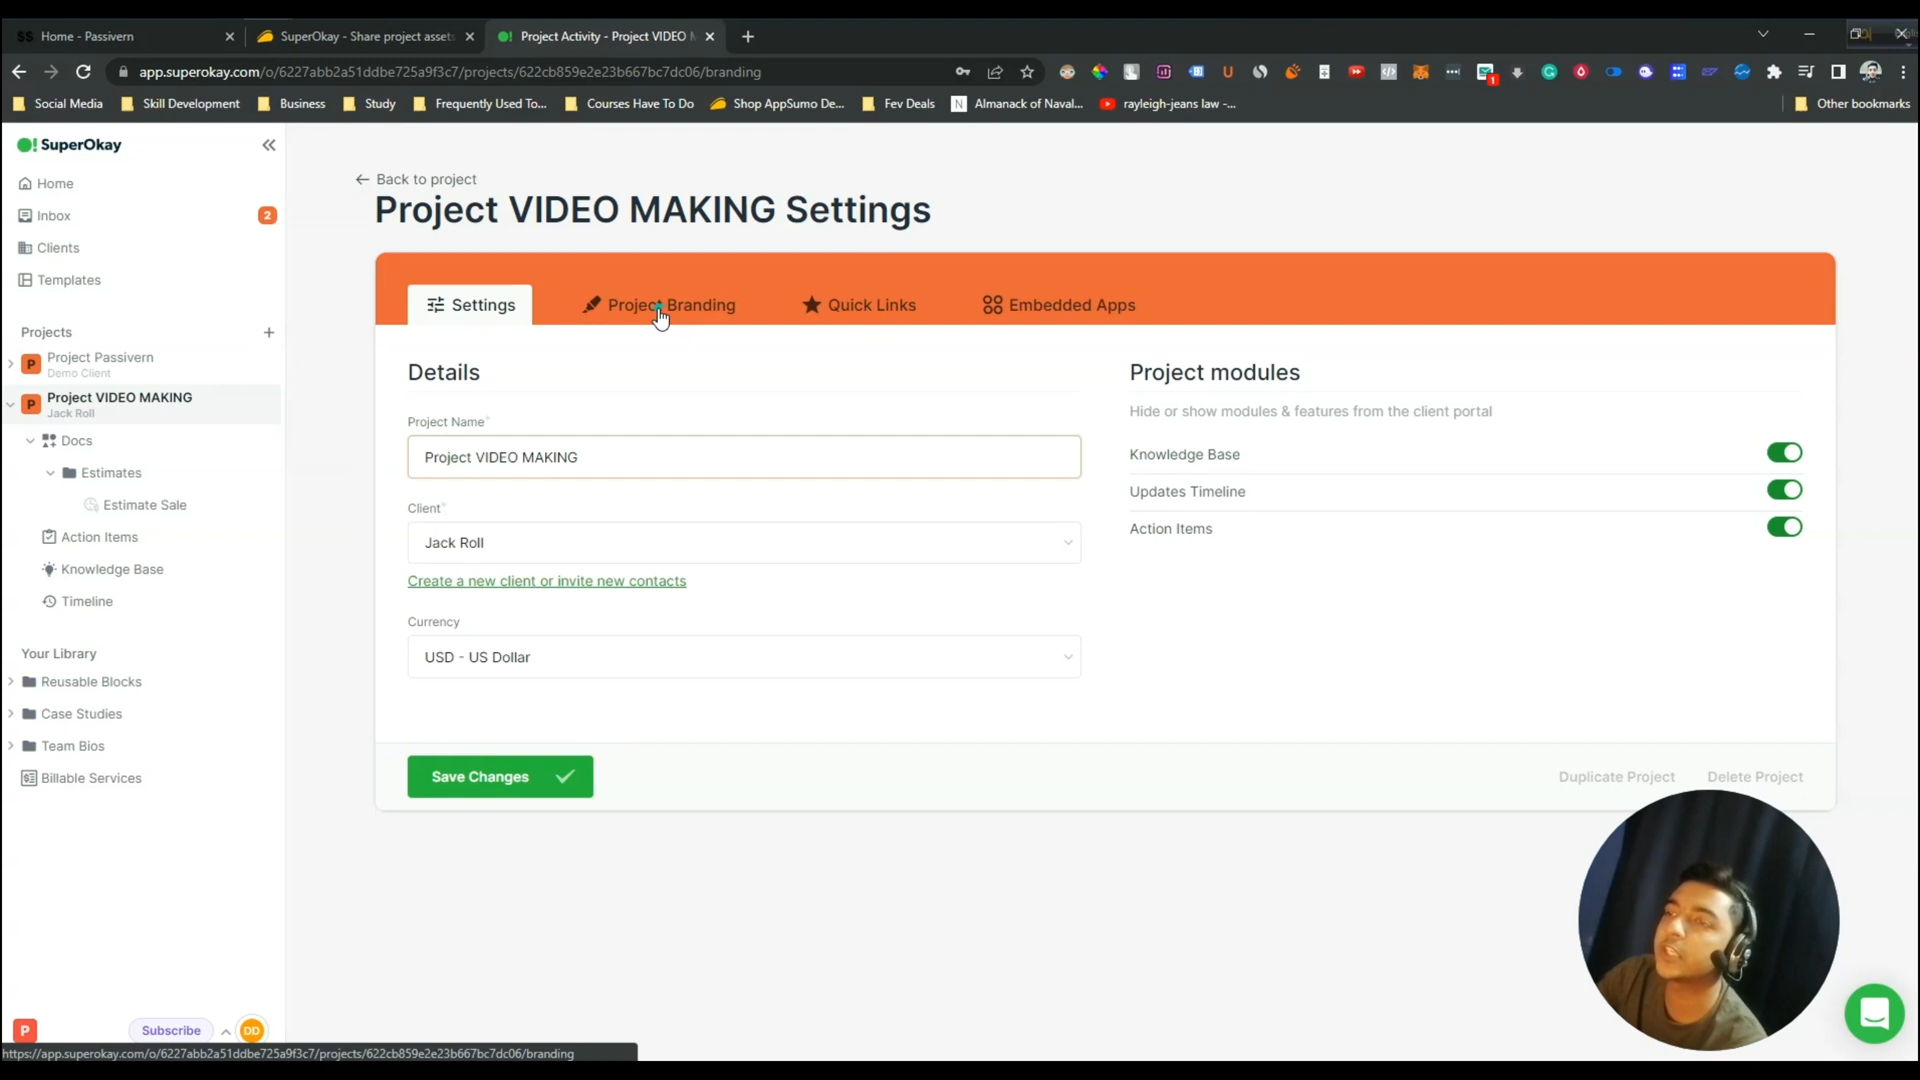 Home - Passivern
SuperOkay - Share project assets
Project Activity - Project VIDEO M
app.superokay.com/o/6227abb2a51ddbe725a9f3c7/projects/622cb859e2e23b667bc7dc06/branding
Social Media
Skill Development
Business
Study
Frequently Used To...
Courses Have To Do
Shop AppSumo De...
Fev Deals
Almanack of Naval...
rayleigh-jeans law -...
Other bookmarks
SuperOkay
Home
Inbox
2
Clients
Templates
Projects
P
Project Passivern
Demo Client
P
Project VIDEO MAKING
Jack Roll
Docs
Estimates
Estimate Sale
Action Items
Knowledge Base
Timeline
Your Library
Reusable Blocks
Case Studies
Team Bios
Billable Services
P
Subscribe
DD
Back to project
Project VIDEO MAKING Settings
Settings
Project Branding
Quick Links
Embedded Apps
Details
Project Name*
Project VIDEO MAKING
Client*
Jack Roll
Create a new client or invite new contacts
Currency
USD - US Dollar
Project modules
Hide or show modules & features from the client portal
Knowledge Base
Updates Timeline
Action Items
Save Changes
Duplicate Project
Delete Project
https://app.superokay.com/o/6227abb2a51ddbe725a9f3c7/projects/622cb859e2e23b667bc7dc06/branding